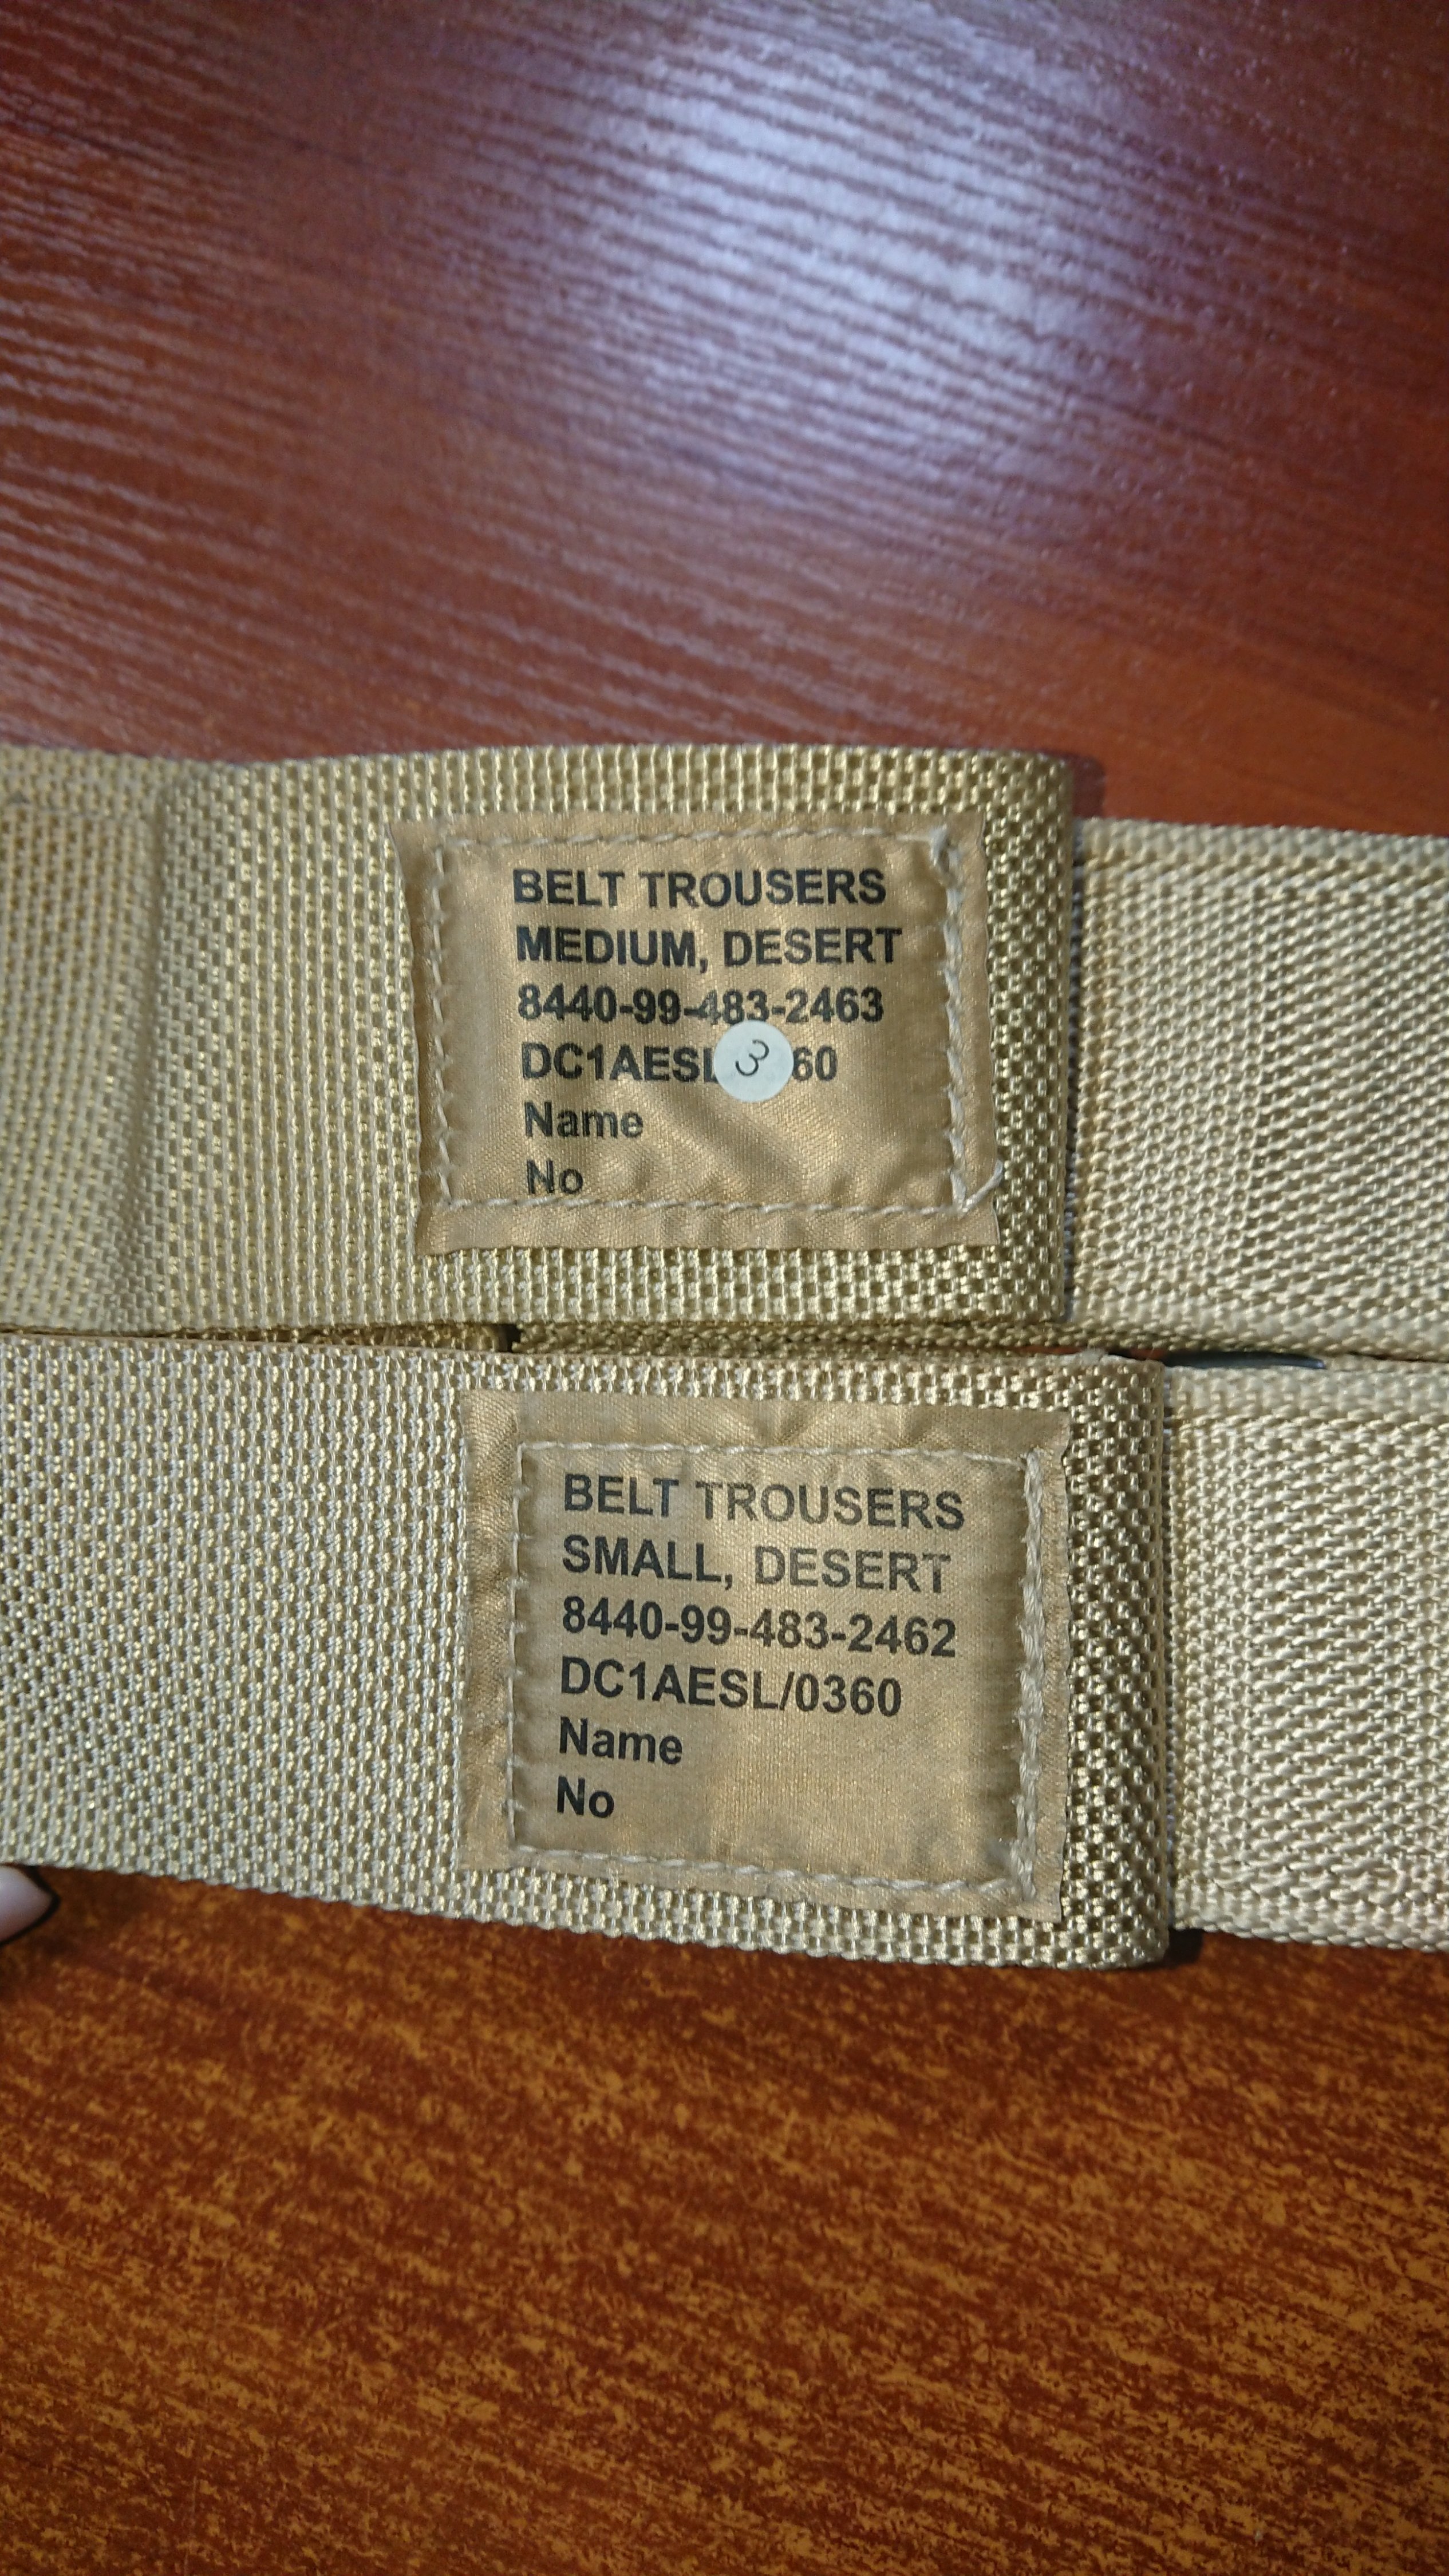 BELT TROUSERS
MEDIUM, DESERT
8440-99-483-2463
DC1AESL 3 60
Name
No
BELT TROUSERS
SMALL, DESERT
8440-99-483-2462
DC1AESL/0360
Name
No